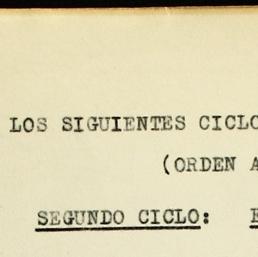 LOS SIGUIENTES CICLO
(ORDEN A
SEGUNDO CICLO: